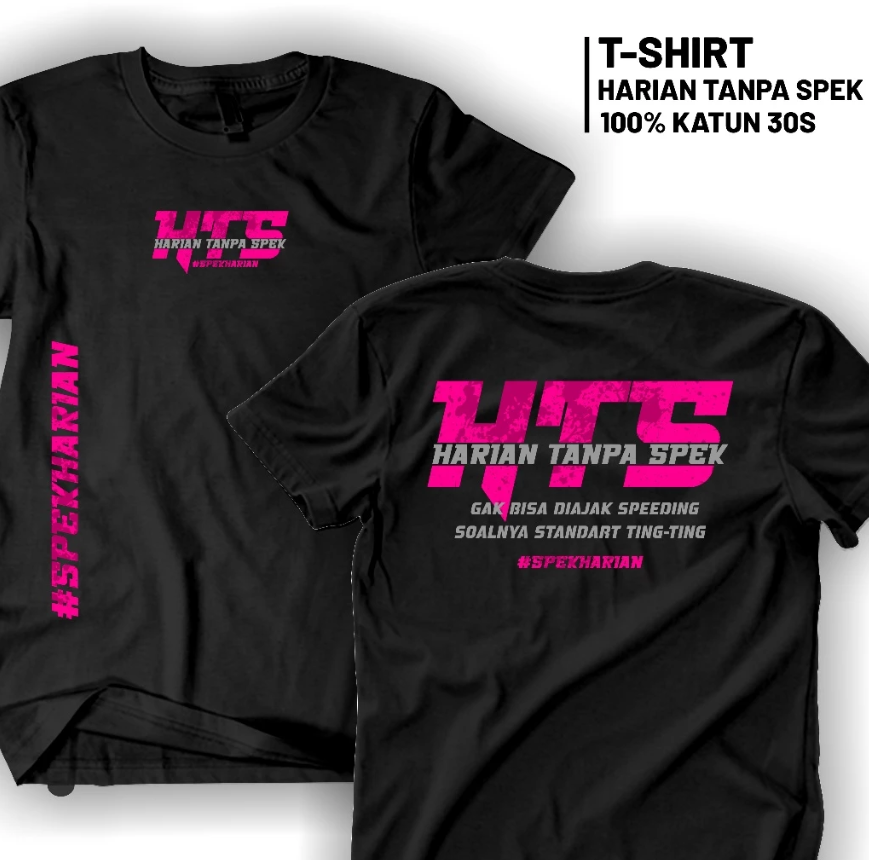 T-SHIRT
HARIAN TANPA SPEK
100% KATUN 30S
HTS
HARIAN TANPA SPEK
#SPEKHARIAN
#SPEKHARIAN
HTS
HARIAN TANPA SPEK
GAK BISA DIAJAK SPEEDING
SOALNYA STANDART TING-TING
#SPEKHARIAN